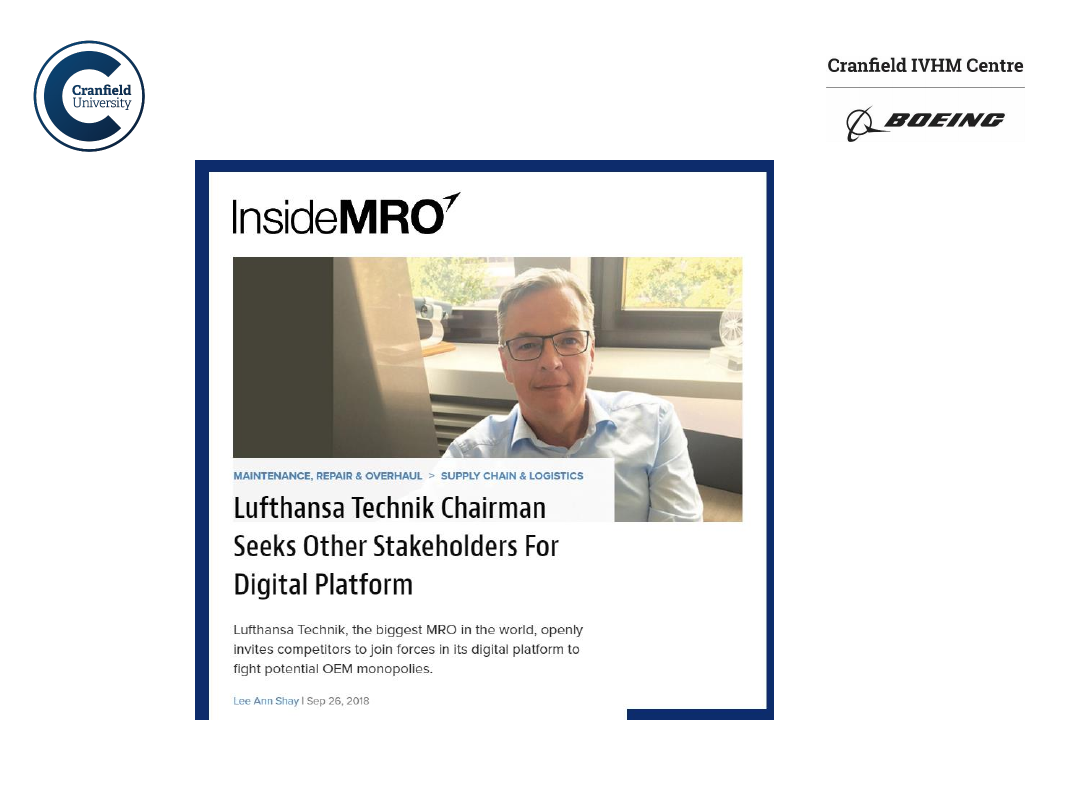 Cranfield
University
Cranfield IVHM Centre
BOEING
InsideMRO
MAINTENANCE, REPAIR & OVERHAUL > SUPPLY CHAIN & LOGISTICS
Lufthansa Technik Chairman
Seeks Other Stakeholders For
Digital Platform
Lufthansa Technik, the biggest MRO in the world, openly
invites competitors to join forces in its digital platform to
fight potential OEM monopolies.
Lee Ann Shay | Sep 26, 2018